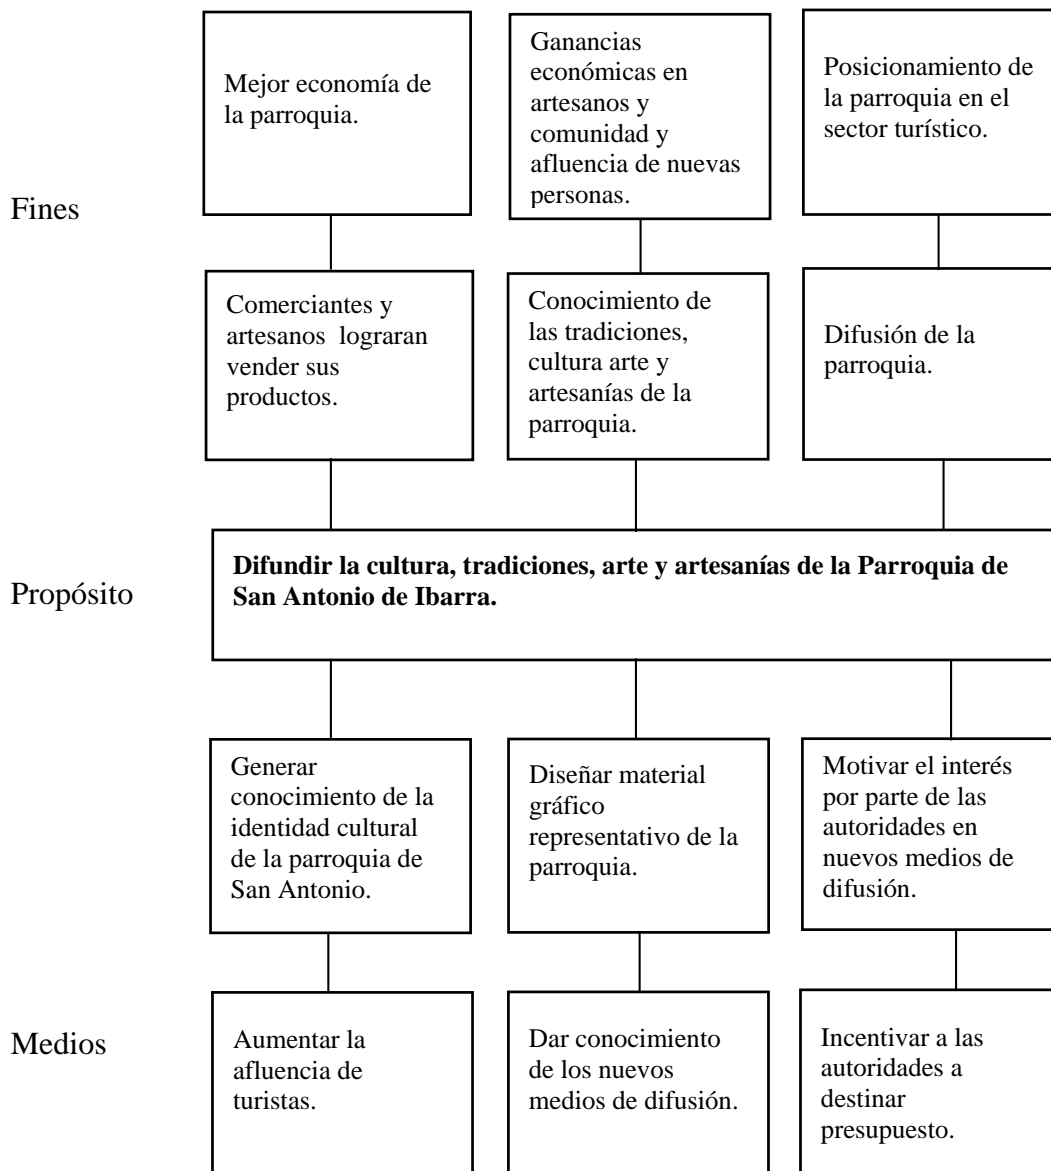 Mejor economía de
la parroquia.
Ganancias
económicas en
artesanos y
comunidad y
afluencia de nuevas
personas.
Posicionamiento de
la parroquia en el
sector turístico.
Fines
Comerciantes y
artesanos  lograran
vender sus
productos.
Conocimiento de
las tradiciones,
cultura arte y
artesanías de la
parroquia.
Difusión de la
parroquia.
Propósito
Difundir la cultura, tradiciones, arte y artesanías de la Parroquia de
San Antonio de Ibarra.
Generar
conocimiento de la
identidad cultural
de la parroquia de
San Antonio.
Diseñar material
gráfico
representativo de la
parroquia.
Motivar el interés
por parte de las
autoridades en
nuevos medios de
difusión.
Medios
Aumentar la
afluencia de
turistas.
Dar conocimiento
de los nuevos
medios de difusión.
Incentivar a las
autoridades a
destinar
presupuesto.